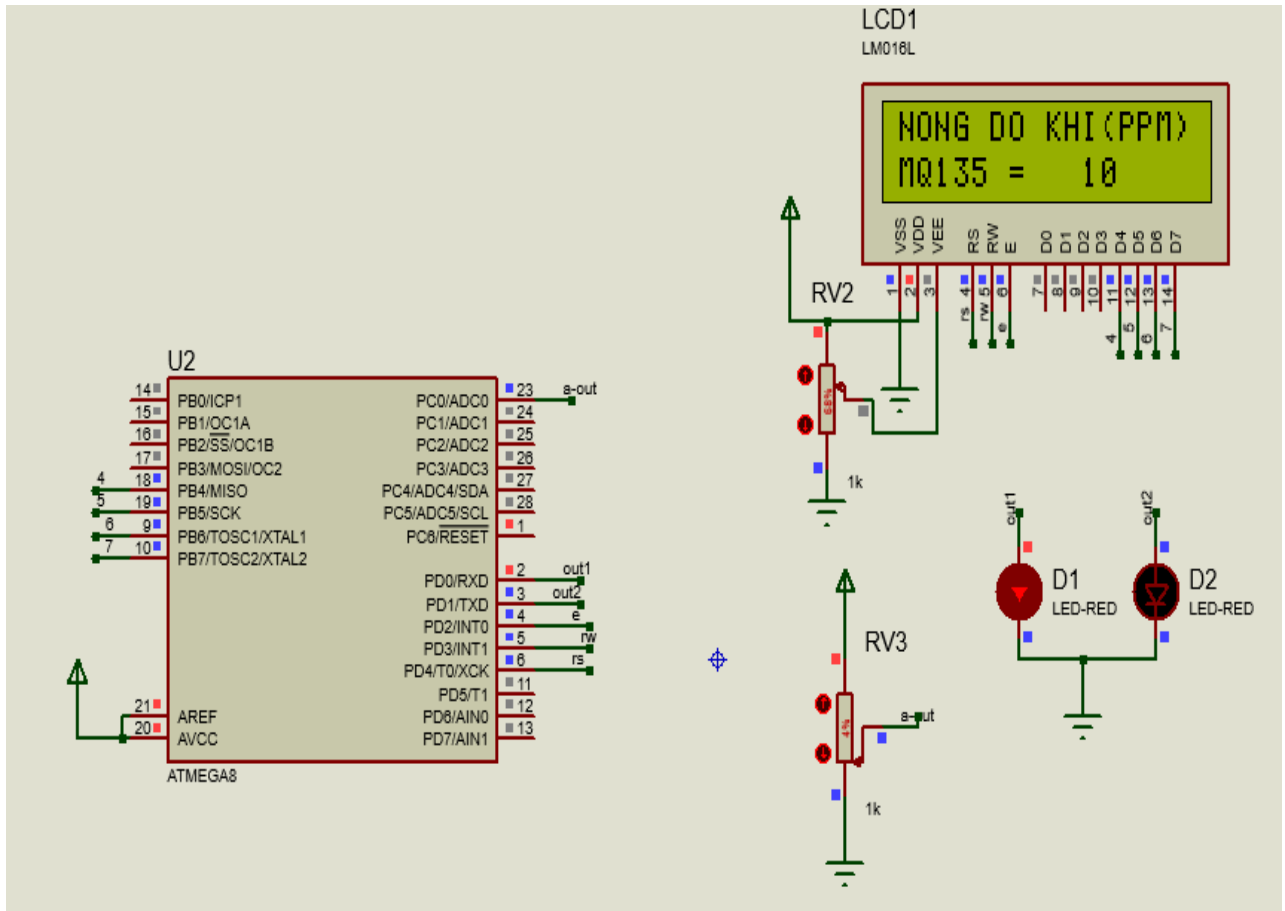 LCD1
LM016L
NONG DO KHI(PPM)
MQ135 = 10
VSS
VDD
VEE
RS
RW
E
D0
D1
D2
D3
D4
D5
D6
D7
1
2
3
4
5
6
7
8
9
10
11
12
13
14
rs
rw
e
4
5
6
7
RV2
68%
1k
U2
14 PB0/ICP1
15 PB1/OC1A
16 PB2/SS/OC1B
17 PB3/MOSI/OC2
4 18 PB4/MISO
5 19 PB5/SCK
6 9 PB6/TOSC1/XTAL1
7 10 PB7/TOSC2/XTAL2
21 AREF
20 AVCC
PC0/ADC0 23 a-out
PC1/ADC1 24
PC2/ADC2 25
PC3/ADC3 26
PC4/ADC4/SDA 27
PC5/ADC5/SCL 28
PC6/RESET 1
PD0/RXD 2 out1
PD1/TXD 3 out2
PD2/INT0 4 e
PD3/INT1 5 rw
PD4/T0/XCK 6 rs
PD5/T1 11
PD6/AIN0 12
PD7/AIN1 13
ATMEGA8
RV3
4%
a-out
1k
out1
out2
D1
LED-RED
D2
LED-RED